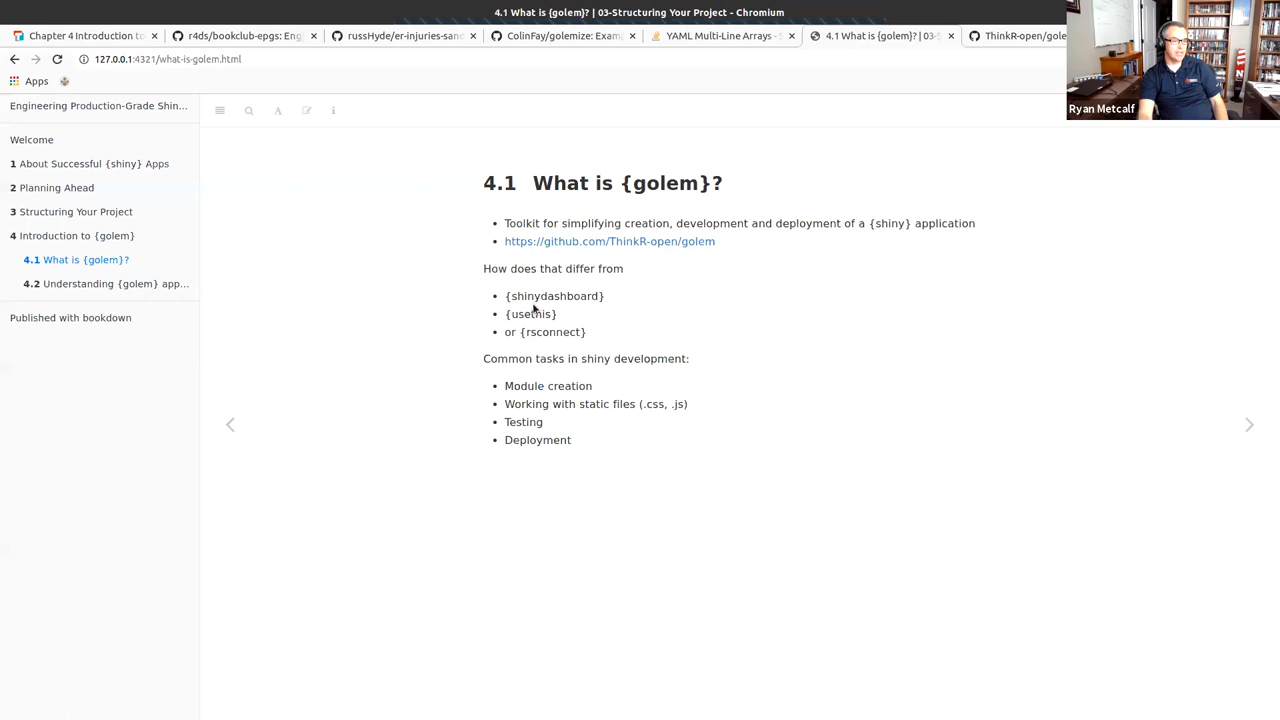 4.1 What is {golem}? | 03-Structuring Your Project - Chromium
Chapter 4 Introduction to
r4ds/bookclub-epgs: Eng
russHyde/er-injuries-sand
ColinFay/golemize: Exam
YAML Multi-Line Arrays - S
4.1 What is {golem}? | 03-S
ThinkR-open/gole
127.0.0.1:4321/what-is-golem.html
Apps
Ryan Metcalf
Engineering Production-Grade Shin...
Welcome
1 About Successful {shiny} Apps
2 Planning Ahead
3 Structuring Your Project
4 Introduction to {golem}
4.1 What is {golem}?
4.2 Understanding {golem} app...
Published with bookdown
4.1 What is {golem}?
• Toolkit for simplifying creation, development and deployment of a {shiny} application
• https://github.com/ThinkR-open/golem
How does that differ from
• {shinydashboard}
• {usethis}
• or {rsconnect}
Common tasks in shiny development:
• Module creation
• Working with static files (.css, .js)
• Testing
• Deployment